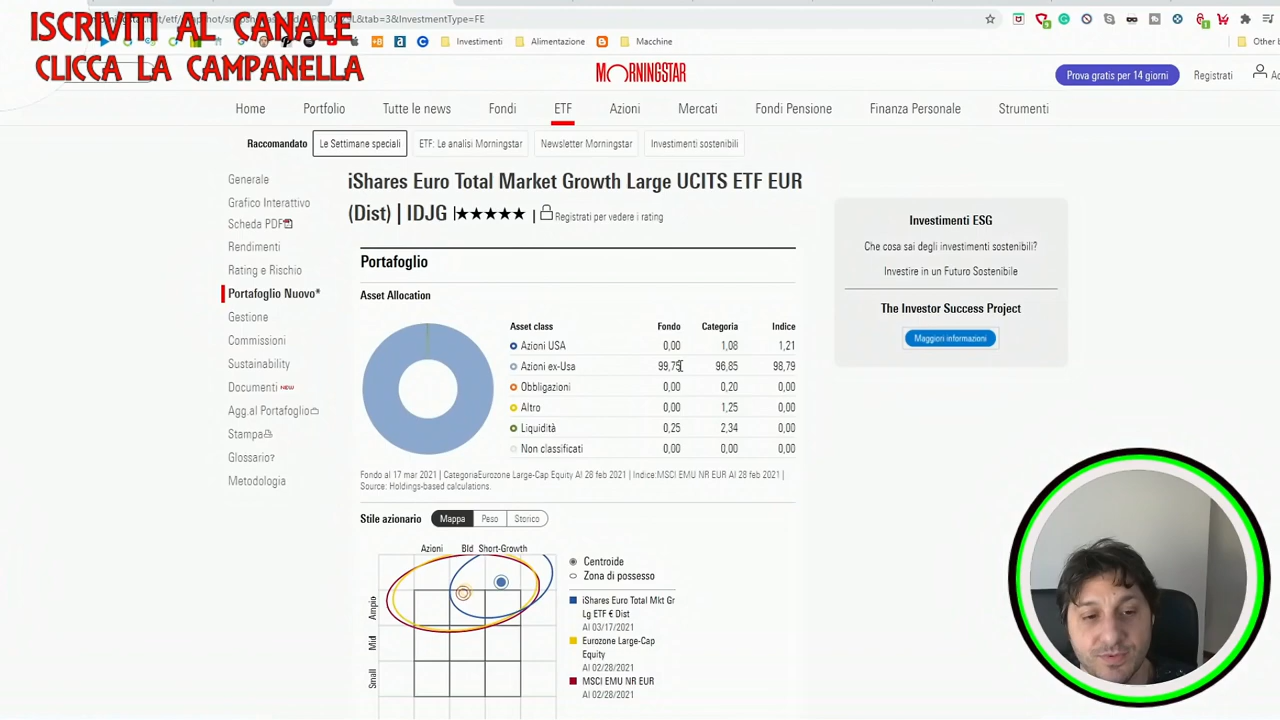 ISCRIVITI AL CANALE
CLICCA LA CAMPANELLA
L&tab=3&InvestmentType=FE
Investimenti
Alimentazione
Macchine
Other b
MORNINGSTAR
Prova gratis per 14 giorni
Registrati
Home
Portfolio
Tutte le news
Fondi
ETF
Azioni
Mercati
Fondi Pensione
Finanza Personale
Strumenti
Raccomandato
Le Settimane speciali
ETF: Le analisi Morningstar
Newsletter Morningstar
Investimenti sostenibili
Generale
Grafico Interattivo
Scheda PDF
Rendimenti
Rating e Rischio
Portafoglio Nuovo*
Gestione
Commissioni
Sustainability
Documenti NEW
Agg.al Portafoglio
Stampa
Glossario?
Metodologia
iShares Euro Total Market Growth Large UCITS ETF EUR
(Dist) | IDJG |★★★★★ | Registrati per vedere i rating
Portafoglio
Asset Allocation
Asset class Fondo Categoria Indice
Azioni USA 0,00 1,08 1,21
Azioni ex-Usa 99,75 96,85 98,79
Obbligazioni 0,00 0,20 0,00
Altro 0,00 1,25 0,00
Liquidità 0,25 2,34 0,00
Non classificati 0,00 0,00 0,00
Fondo al 17 mar 2021 | CategoriaEurozone Large-Cap Equity Al 28 feb 2021 | Indice:MSCI EMU NR EUR Al 28 feb 2021 |
Source: Holdings-based calculations.
Stile azionario
Mappa
Peso
Storico
Azioni Bld Short-Growth
Ampio
Mid
Small
Centroide
Zona di possesso
iShares Euro Total Mkt Gr
Lg ETF € Dist
Al 03/17/2021
Eurozone Large-Cap
Equity
Al 02/28/2021
MSCI EMU NR EUR
Al 02/28/2021
Investimenti ESG
Che cosa sai degli investimenti sostenibili?
Investire in un Futuro Sostenibile
The Investor Success Project
Maggiori informazioni